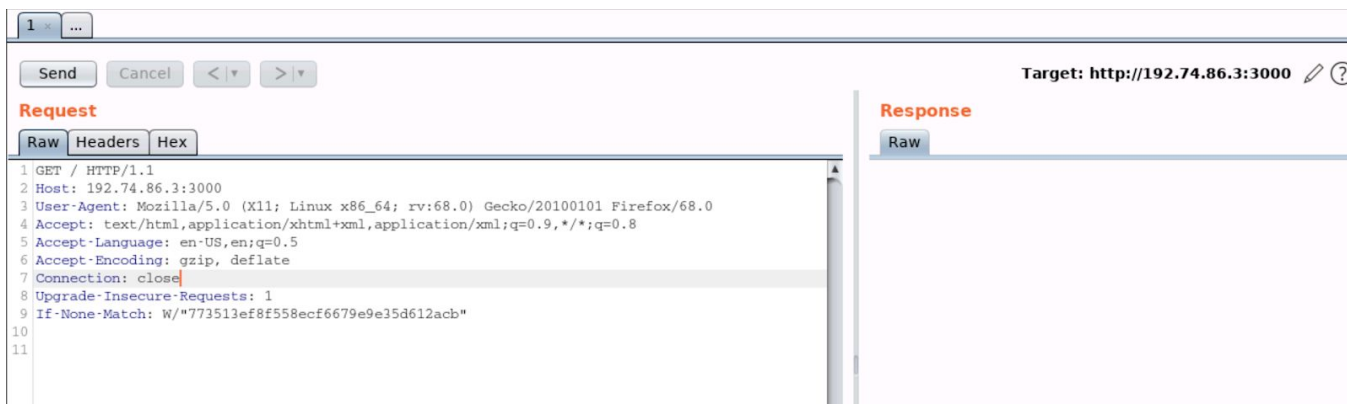 1 × ...
Send Cancel < > Target: http://192.74.86.3:3000 ?
Request
Response
Raw Headers Hex
Raw
1 GET / HTTP/1.1
2 Host: 192.74.86.3:3000
3 User-Agent: Mozilla/5.0 (X11; Linux x86_64; rv:68.0) Gecko/20100101 Firefox/68.0
4 Accept: text/html,application/xhtml+xml,application/xml;q=0.9,*/*;q=0.8
5 Accept-Language: en-US,en;q=0.5
6 Accept-Encoding: gzip, deflate
7 Connection: close
8 Upgrade-Insecure-Requests: 1
9 If-None-Match: W/"773513ef8f558ecf6679e9e35d612acb"
10
11